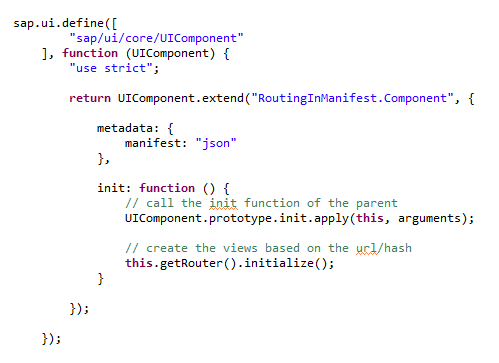 sap.ui.define([
        "sap/ui/core/UIComponent"
    ], function (UIComponent) {
        "use strict";

        return UIComponent.extend("RoutingInManifest.Component", {

            metadata: {
                manifest: "json"
            },

            init: function () {
                // call the init function of the parent
                UIComponent.prototype.init.apply(this, arguments);

                // create the views based on the url/hash
                this.getRouter().initialize();
            }

        });

    });